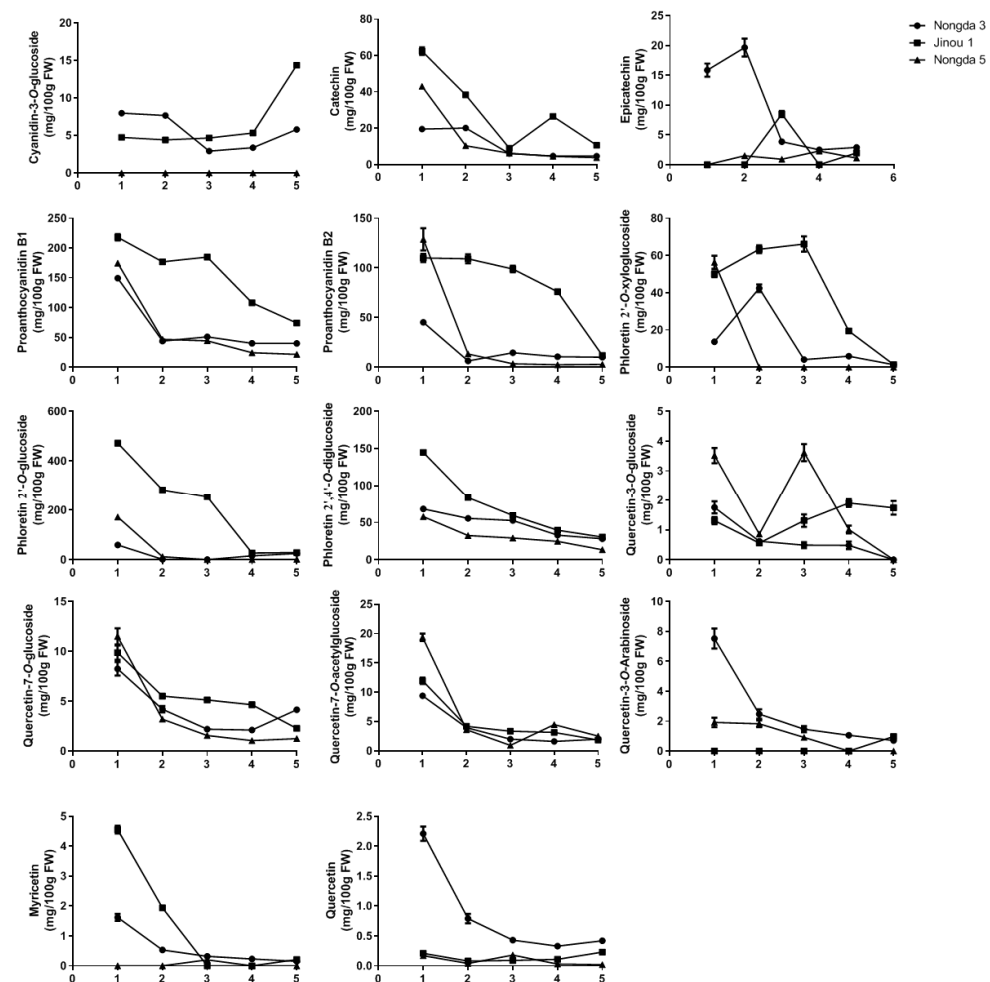 Nongda 3
Jinou 1
Nongda 5
Cyanidin-3-O-glucoside
(mg/100g FW)
20
15
10
5
0
0 1 2 3 4 5
Catechin
(mg/100g FW)
80
60
40
20
0
0 1 2 3 4 5
Epicatechin
(mg/100g FW)
25
20
15
10
5
0
0 2 4 6
Proanthocyanidin B1
(mg/100g FW)
250
200
150
100
50
0
0 1 2 3 4 5
Proanthocyanidin B2
(mg/100g FW)
150
100
50
0
0 1 2 3 4 5
Phloretin 2'-O-xyloglucoside
(mg/100g FW)
80
60
40
20
0
0 1 2 3 4 5
Phloretin 2'-O-glucoside
(mg/100g FW)
600
400
200
0
0 1 2 3 4 5
Phloretin 2',4'-O-diglucoside
(mg/100g FW)
200
150
100
50
0
0 1 2 3 4 5
Quercetin-3-O-glucoside
(mg/100g FW)
5
4
3
2
1
0
0 1 2 3 4 5
Quercetin-7-O-glucoside
(mg/100g FW)
15
10
5
0
0 1 2 3 4 5
Quercetin-7-O-acetylglucoside
(mg/100g FW)
25
20
15
10
5
0
0 1 2 3 4 5
Quercetin-3-O-Arabinoside
(mg/100g FW)
10
8
6
4
2
0
0 1 2 3 4 5
Myricetin
(mg/100g FW)
5
4
3
2
1
0
0 1 2 3 4 5
Quercetin
(mg/100g FW)
2.5
2.0
1.5
1.0
0.5
0.0
0 1 2 3 4 5